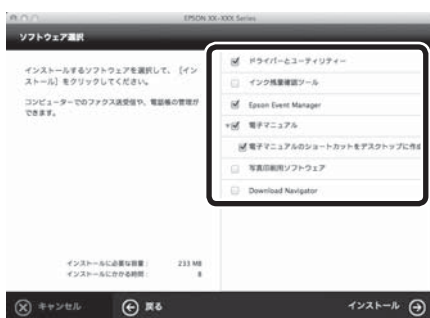 EPSON XX-XXX Series
ソフトウェア選択
インストールするソフトウェアを選択して、[イン
ストール] をクリックしてください。
コンピューターでのファクス送受信や、電話帳の管理が
できます。
ドライバーとユーティリティー
インク残量確認ツール
Epson Event Manager
電子マニュアル
電子マニュアルのショートカットをデスクトップに作成
写真印刷用ソフトウェア
Download Navigator
インストールに必要な容量: 233 MB
インストールにかかる時間: 8
キャンセル
戻る
インストール